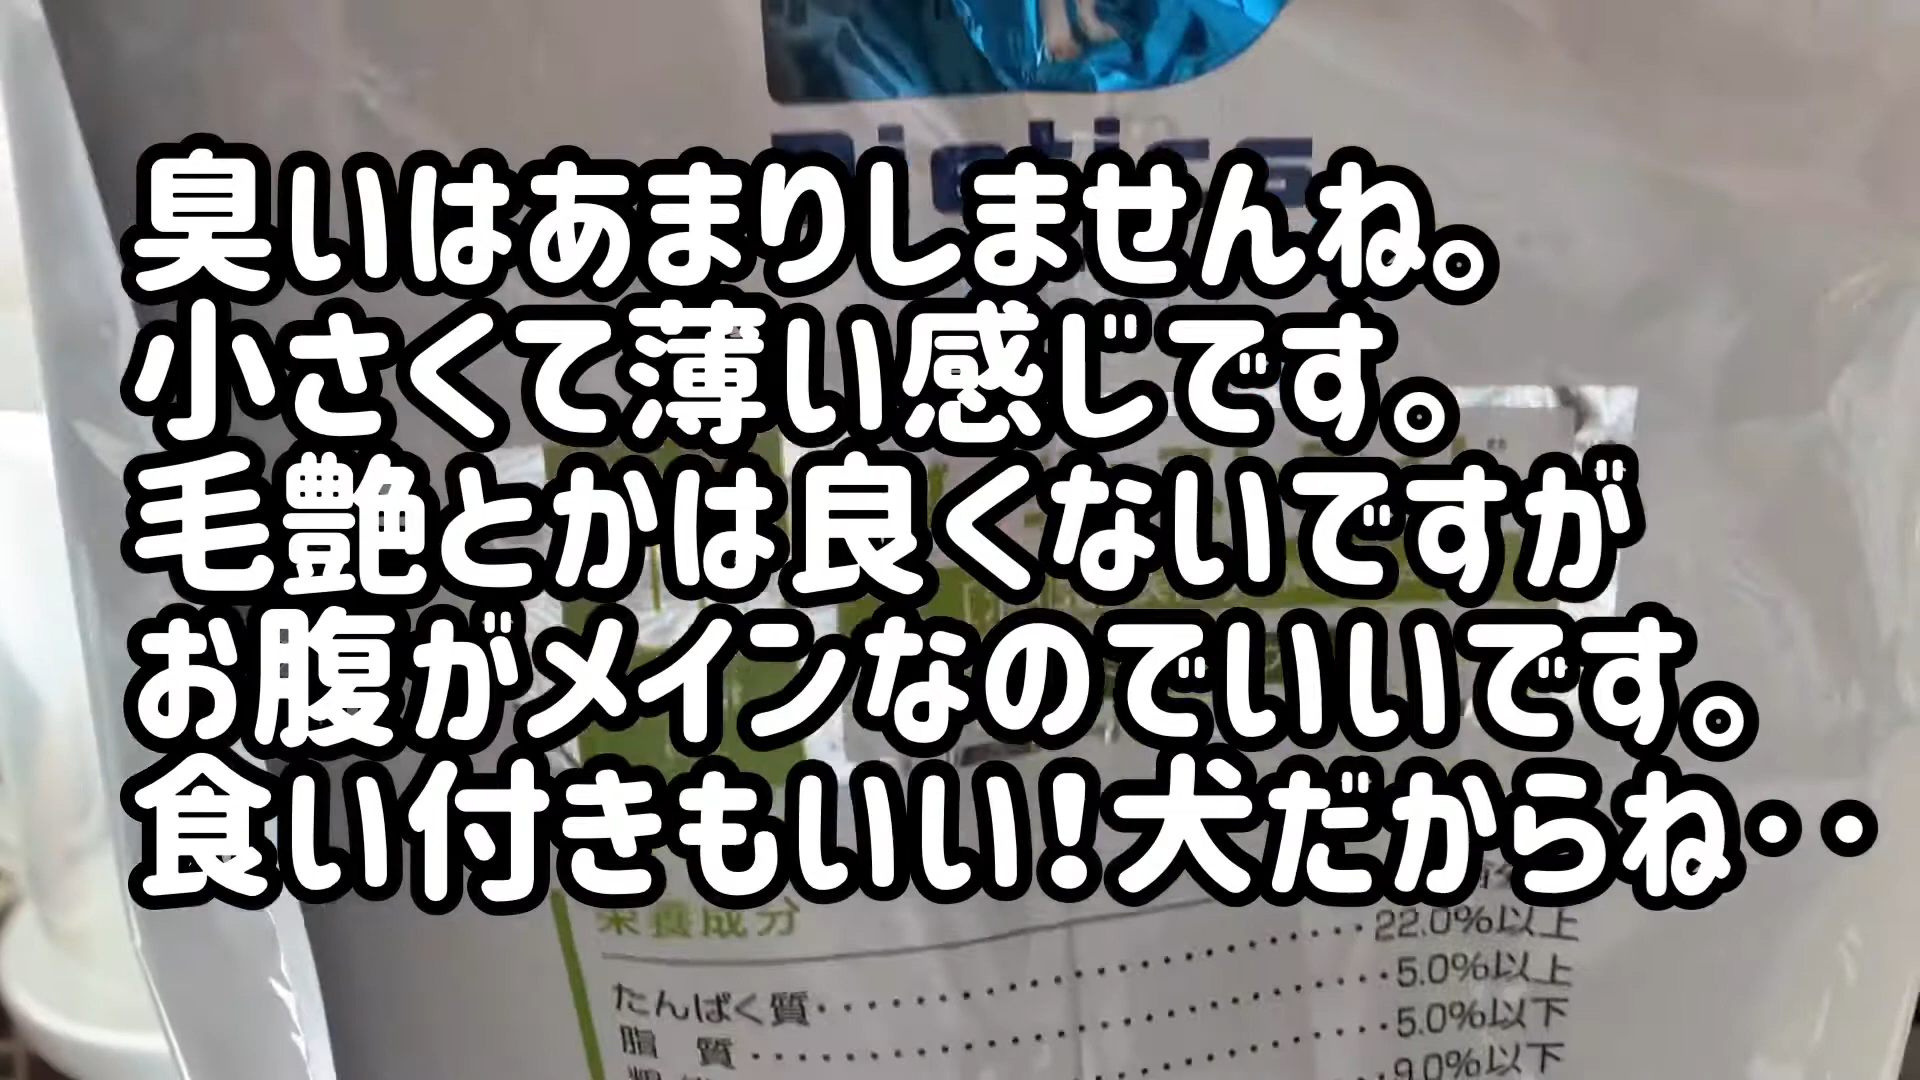 臭いはあまりしませんね。
小さくて薄い感じです。
毛艶とかは良くないですが
お腹がメインなのでいいです。
食い付きもいい！犬だからね‥
栄養成分
たんぱく質 22.0%以上
脂 質 5.0%以上
5.0%以下
9.0%以下